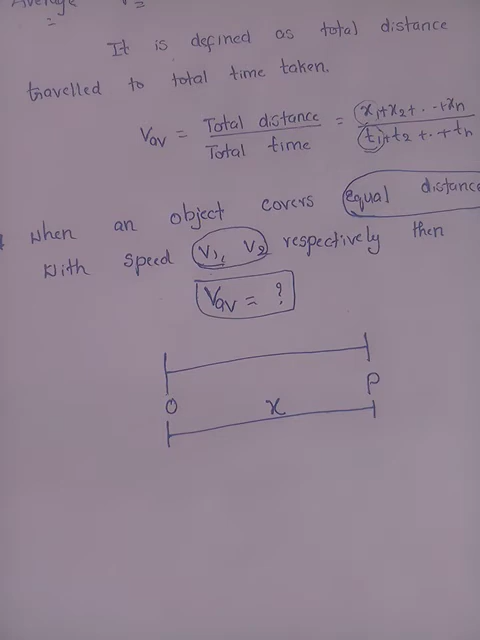 Average V =
It is defined as total distance
travelled to total time taken.
Vav = Total distance / Total time = x1+x2+..+xn / t1+t2+..+tn
When an object covers equal distance
with speed V1, V2 respectively then
Vav = ?
O x P